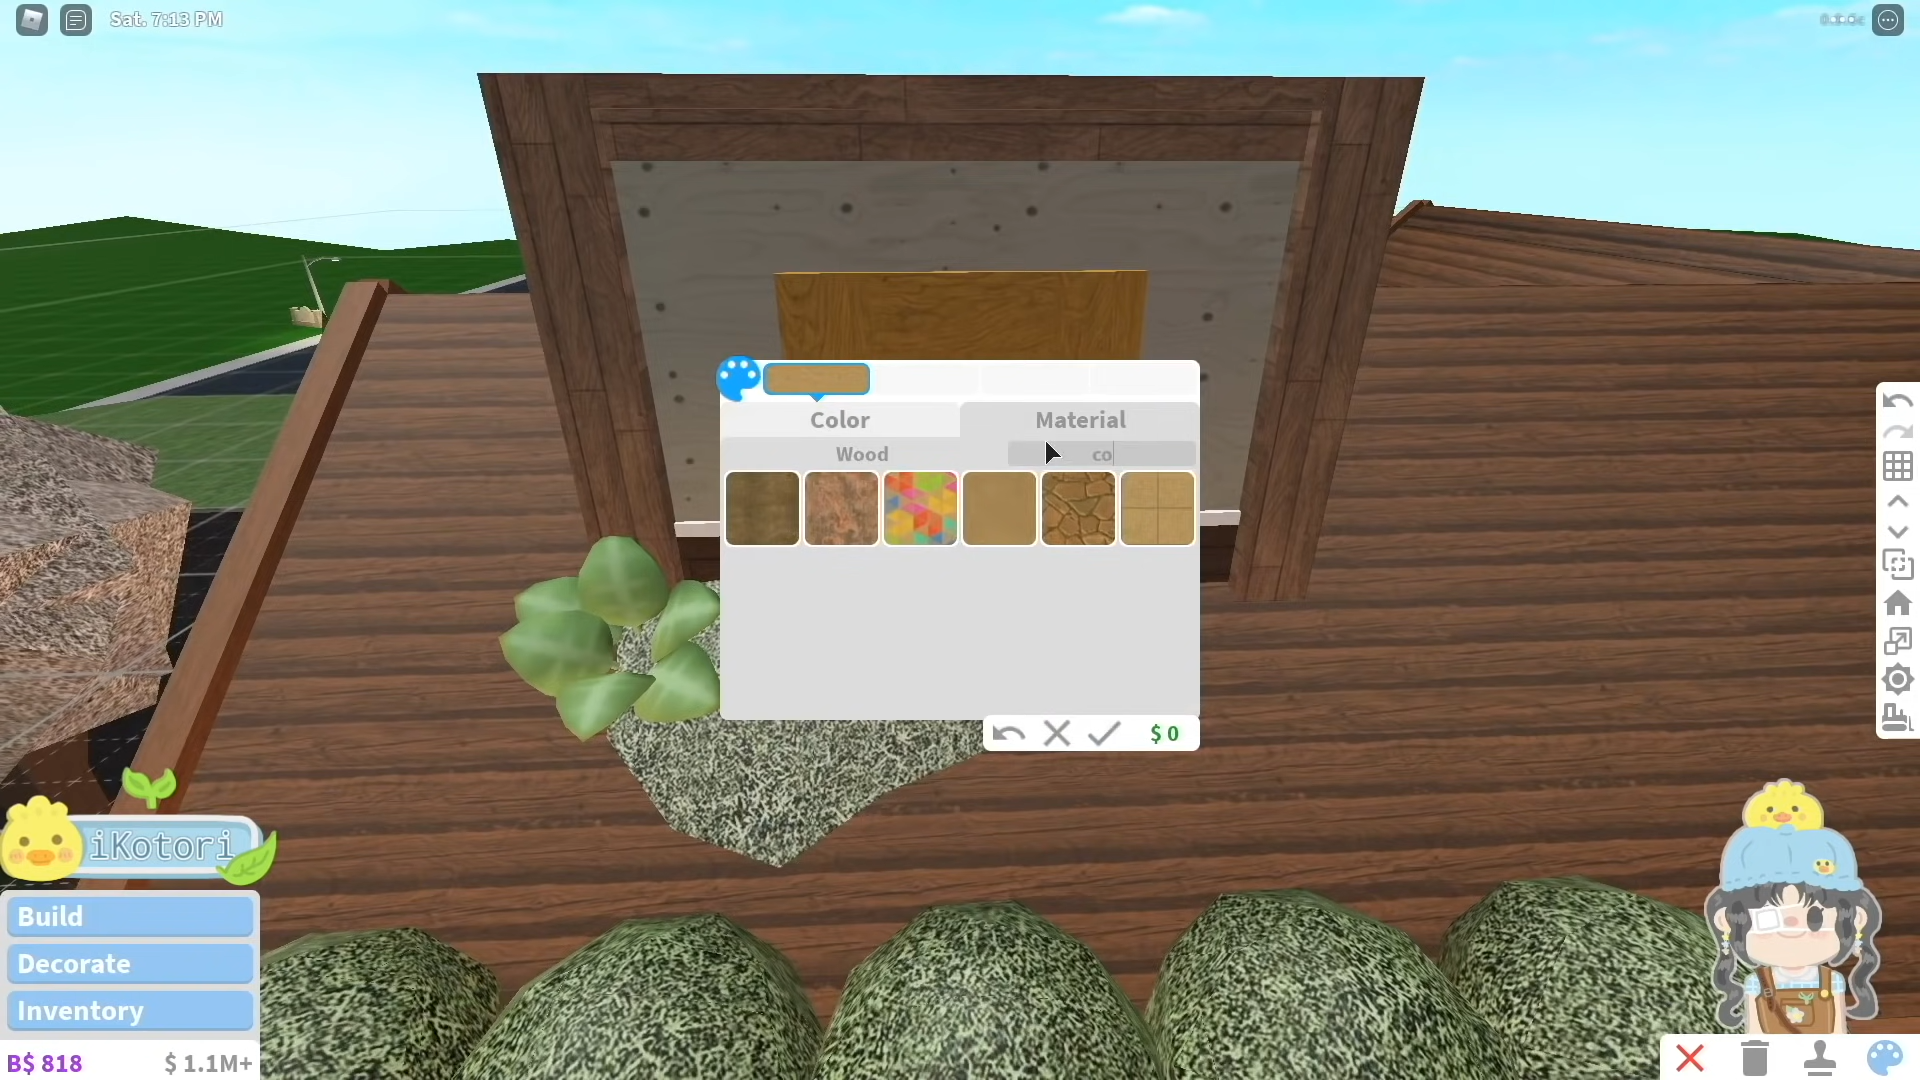 Sat. 7:13 PM
Color
Material
Wood
co
$ 0
iKotori
Build
Decorate
Inventory
B$ 818
$ 1.1M+